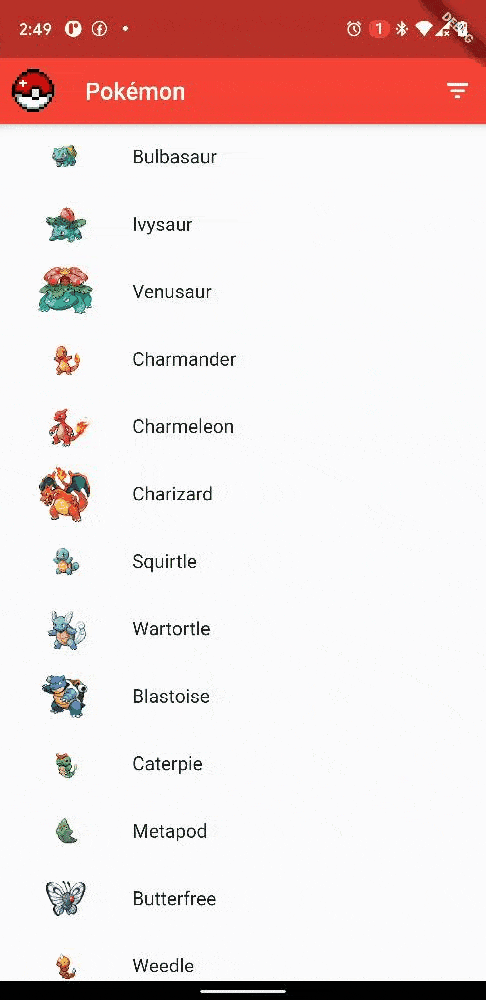 2:49
1
DEBUG
Pokémon
Bulbasaur
Ivysaur
Venusaur
Charmander
Charmeleon
Charizard
Squirtle
Wartortle
Blastoise
Caterpie
Metapod
Butterfree
Weedle